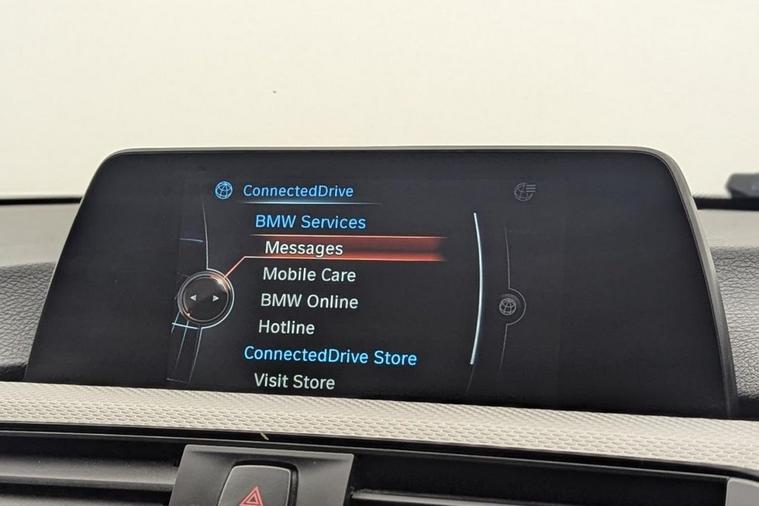 ConnectedDrive
BMW Services
Messages
Mobile Care
BMW Online
Hotline
ConnectedDrive Store
Visit Store